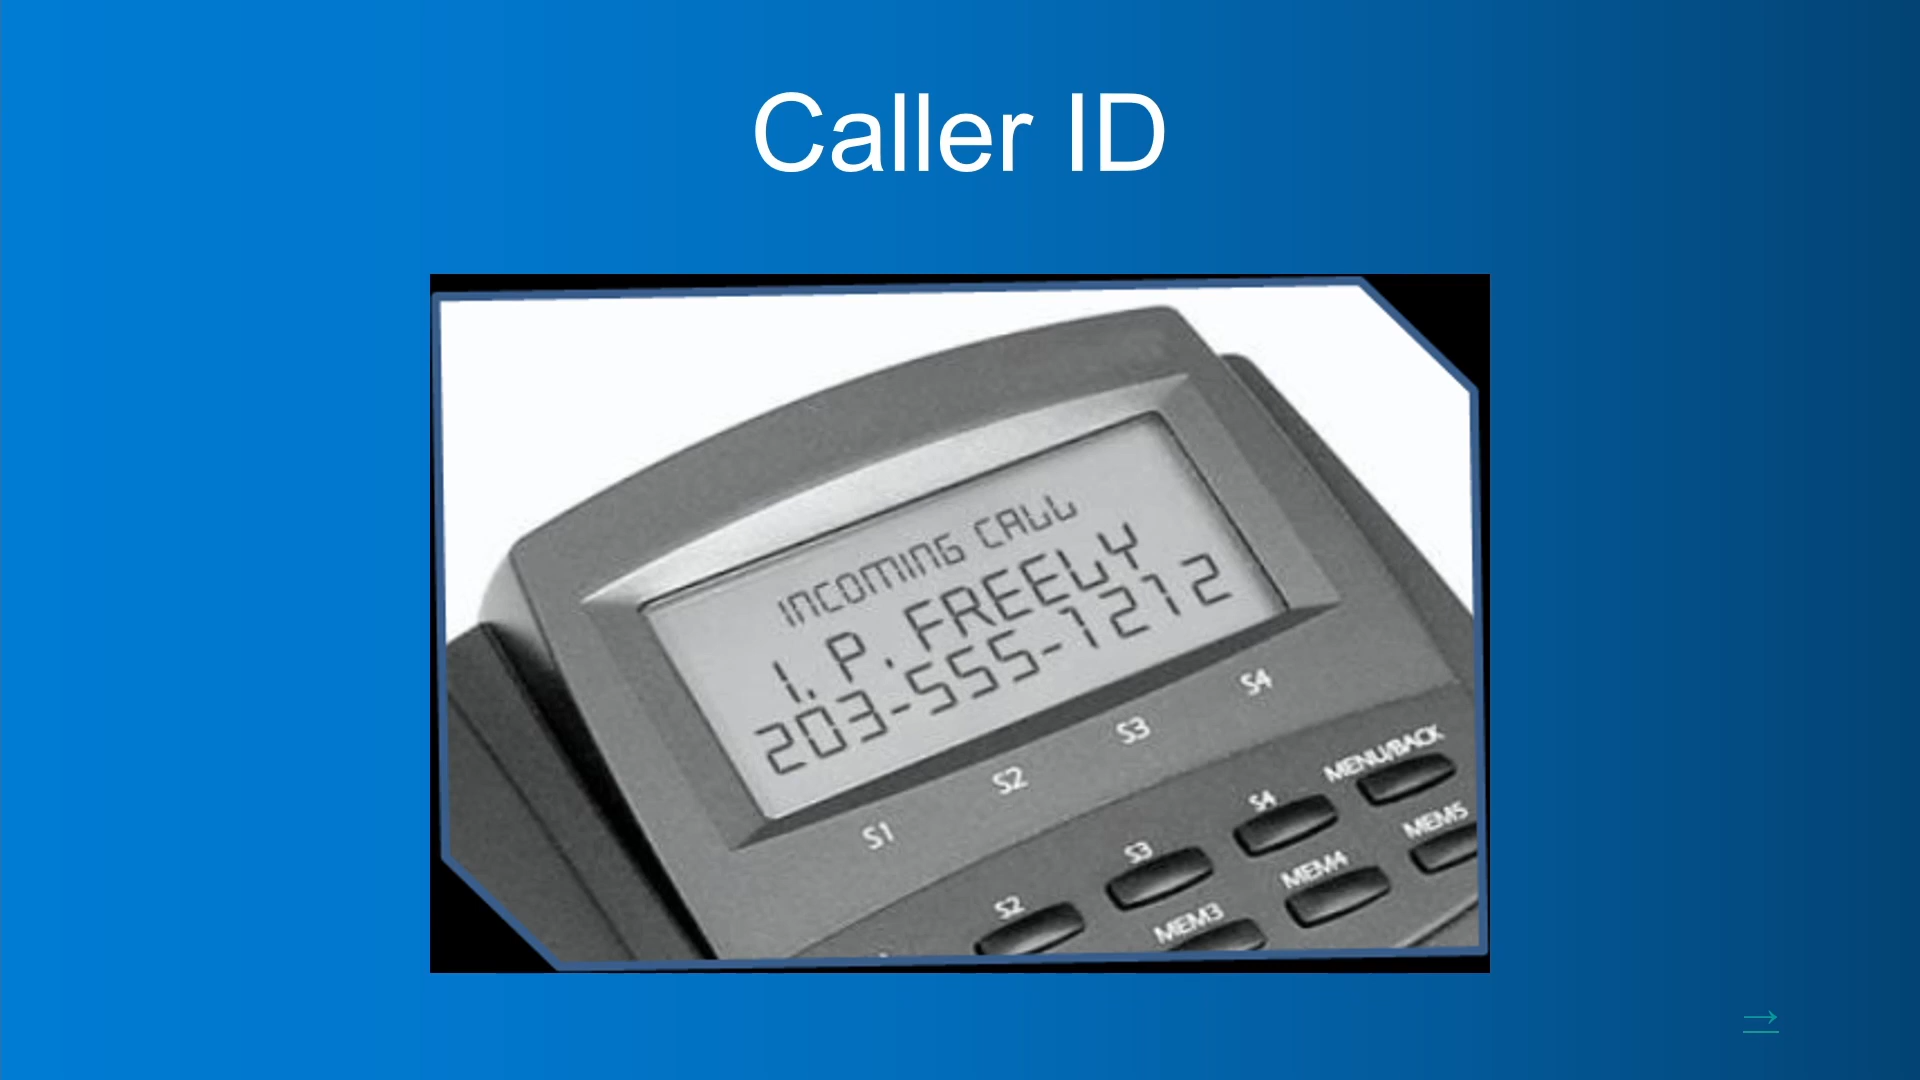 Caller ID
INCOMING CALL
I. P. FREELY
203-555-1212
S1 S2 S3 S4
MENU/BACK
S4
MEM5
S3
MEM4
S2
MEM3
→